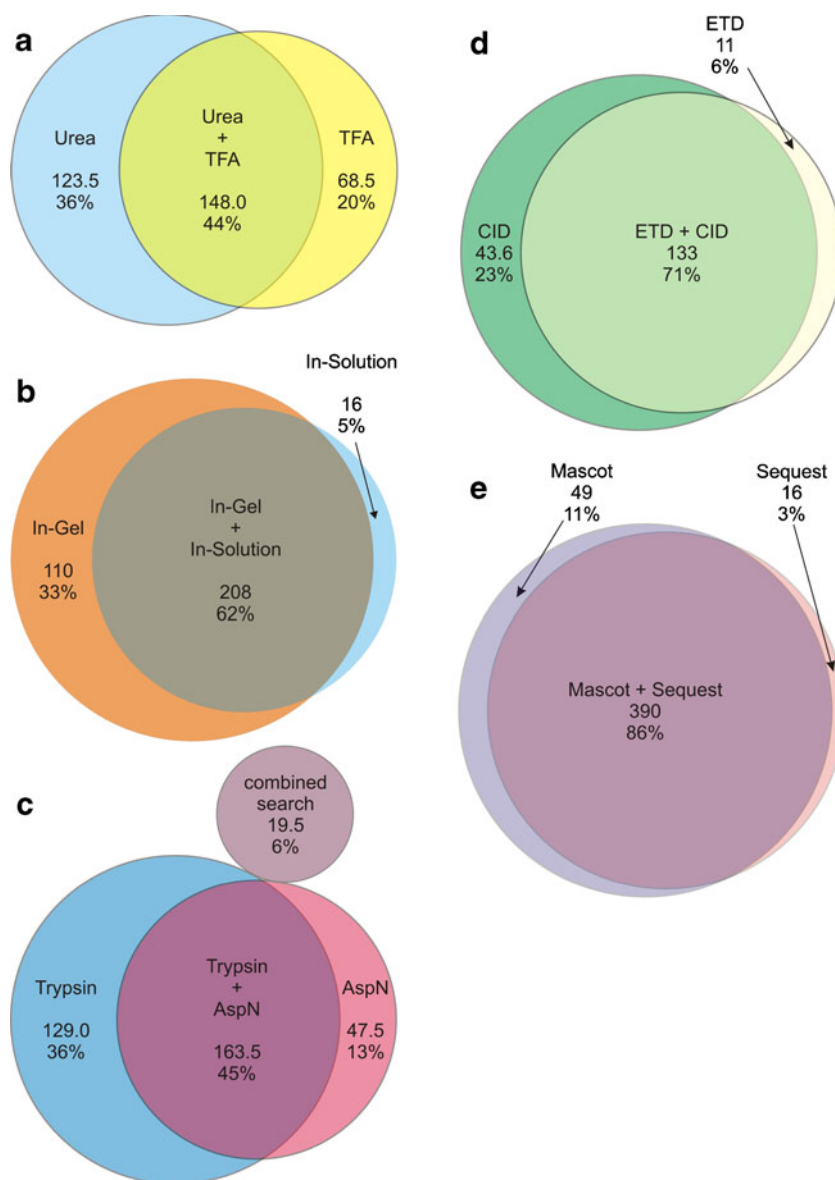 a
Urea
123.5
36%
Urea
+
TFA
148.0
44%
TFA
68.5
20%
b
In-Gel
110
33%
In-Gel
+
In-Solution
208
62%
In-Solution
16
5%
c
combined
search
19.5
6%
Trypsin
129.0
36%
Trypsin
+
AspN
163.5
45%
AspN
47.5
13%
d
ETD
11
6%
CID
43.6
23%
ETD + CID
133
71%
e
Mascot
49
11%
Sequest
16
3%
Mascot + Sequest
390
86%